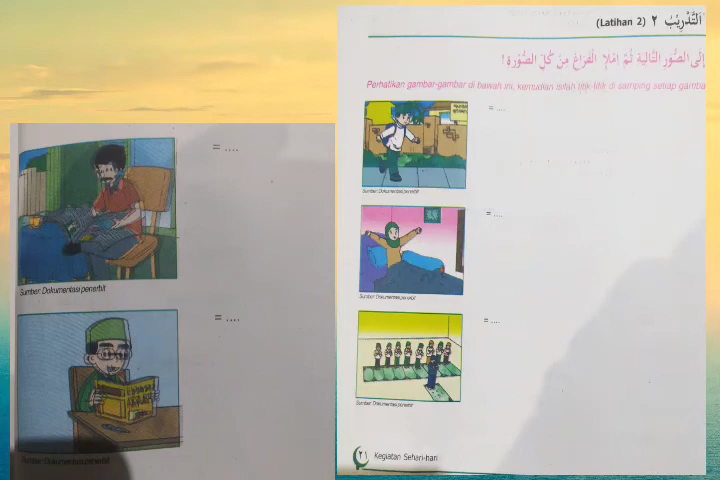 اَلتَّدْرِيْبُ ٢ (Latihan 2)
إِلَى الصُّوَرِ التَّالِيَةِ ثُمَّ امْلَإِ الْفَرَاغَ مِنْ كُلِّ الصُّوْرَةِ !
Perhatikan gambar-gambar di bawah ini, kemudian isilah titik-titik di samping setiap gamba
= ....
Sumber: Dokumentasi penerbit
= ....
Sumber: Dokumentasi penerbit
= ....
Sumber: Dokumentasi penerbit
٢١ Kegiatan Sehari-hari
= ....
Sumber: Dokumentasi penerbit
= ....
Sumber: Dokumentasi penerbit